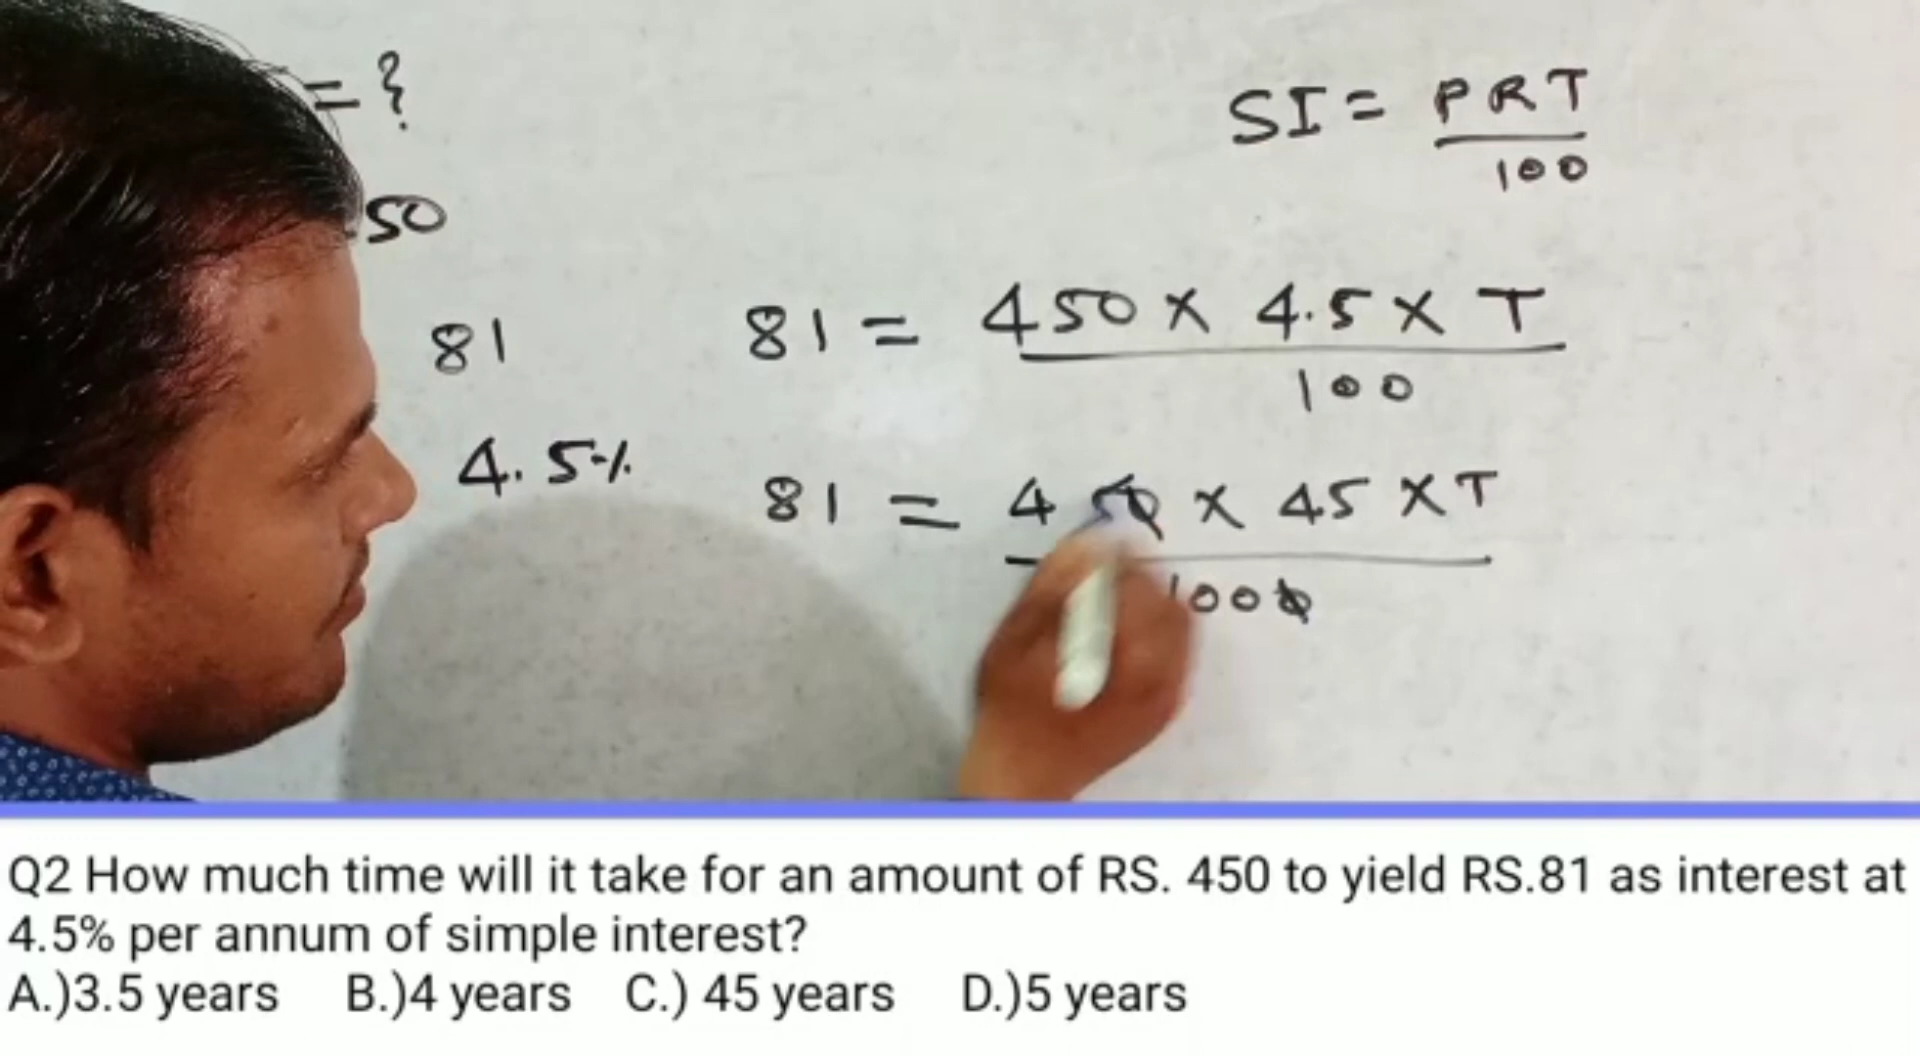 = ?
SI = PRT
100
50
81
81 = 450 x 4.5 x T
100
4.5%
81 = 450 x 45 x T
1000
Q2 How much time will it take for an amount of RS. 450 to yield RS.81 as interest at
4.5% per annum of simple interest?
A.)3.5 years B.)4 years C.) 45 years D.)5 years